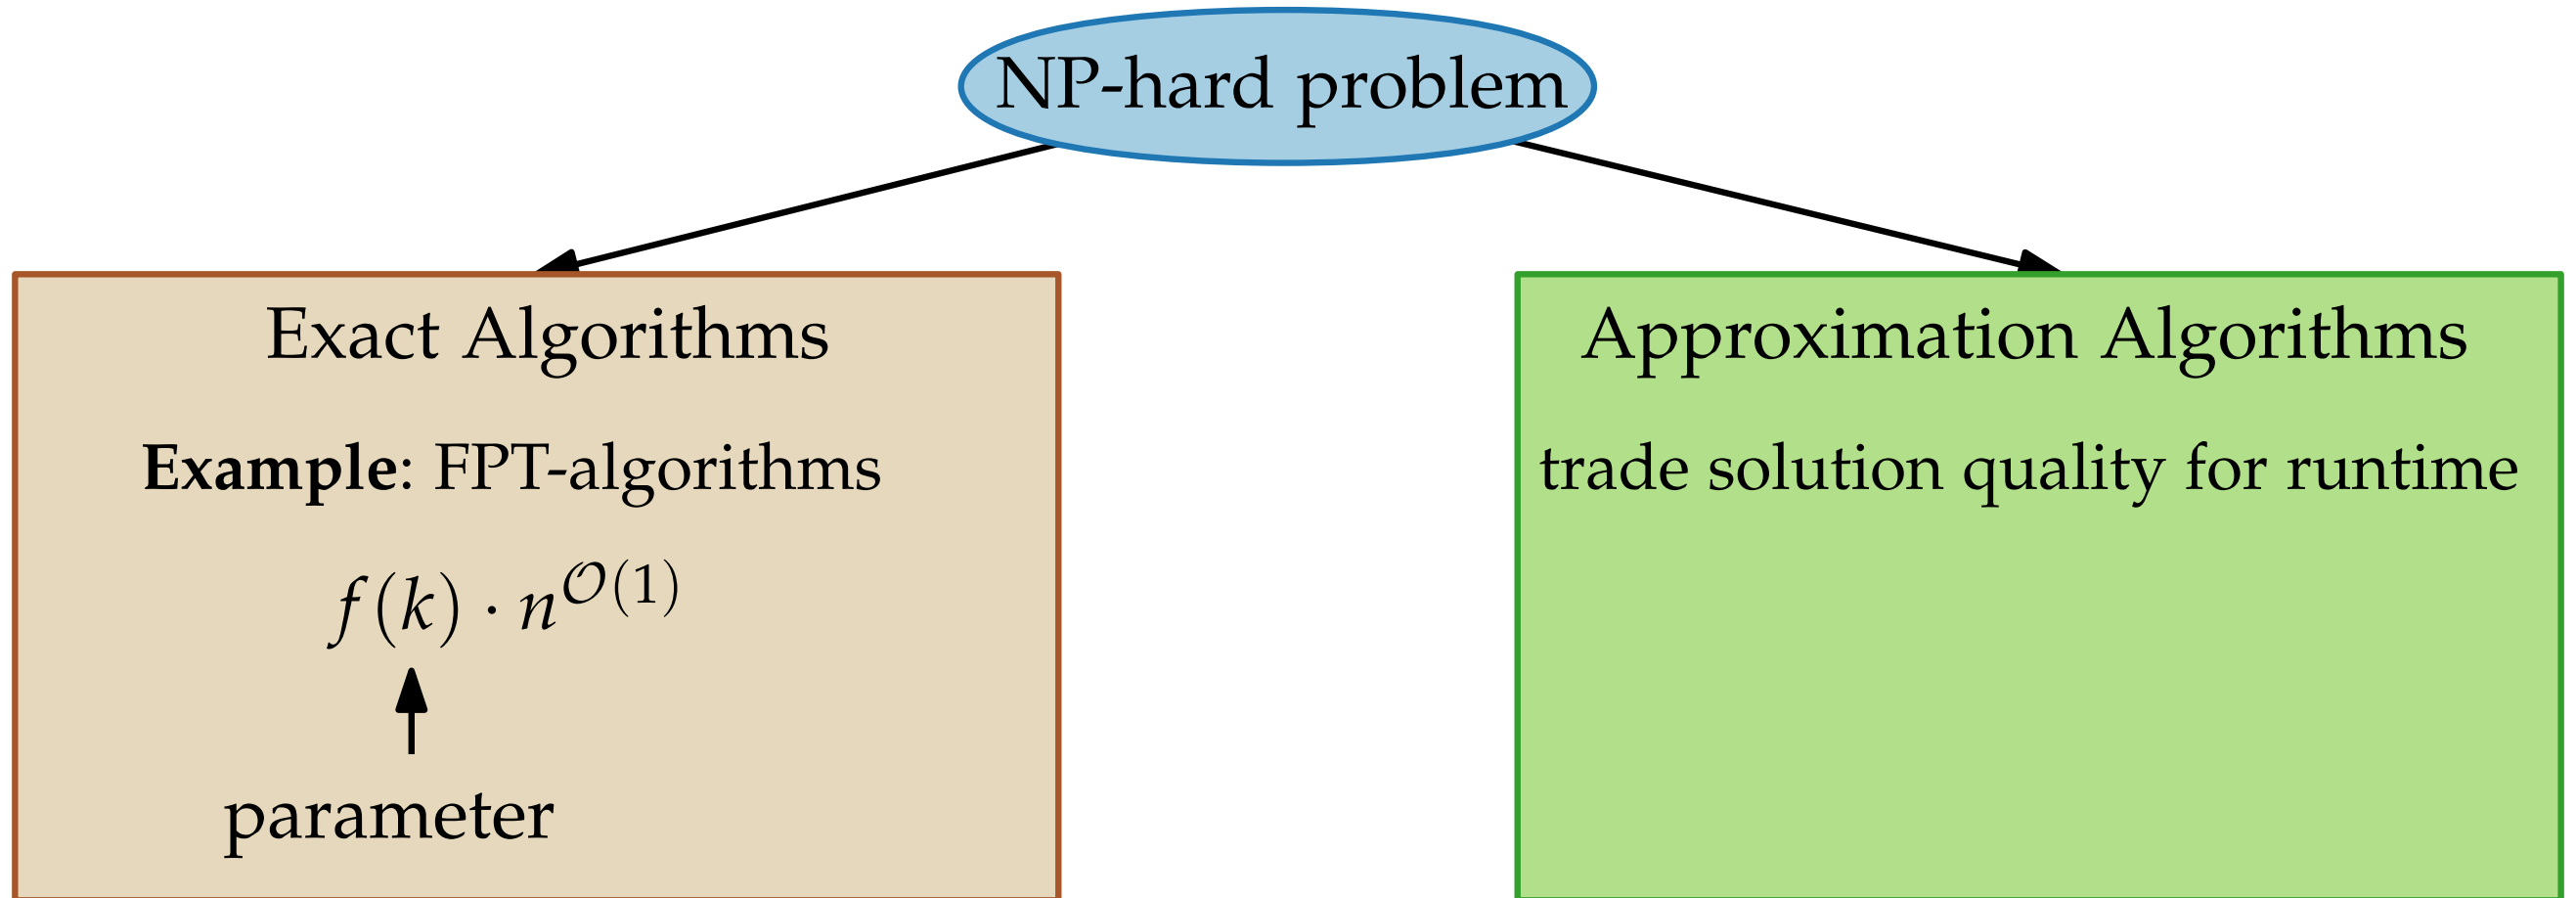 NP-hard problem
Exact Algorithms
Example: FPT-algorithms
f(k) · n^{𝒪(1)}
parameter
Approximation Algorithms
trade solution quality for runtime